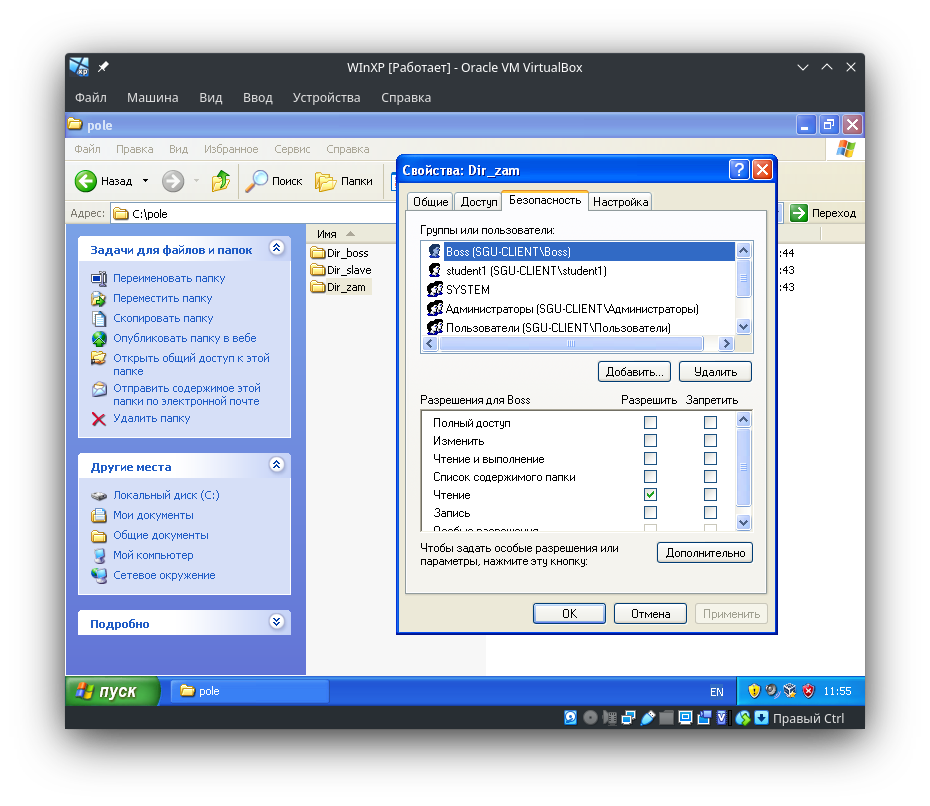 WInXP [Работает] - Oracle VM VirtualBox
Файл Машина Вид Ввод Устройства Справка
pole
Файл Правка Вид Избранное Сервис Справка
Назад Поиск Папки
Адрес: C:\pole Переход
Задачи для файлов и папок
Переименовать папку
Переместить папку
Скопировать папку
Опубликовать папку в вебе
Открыть общий доступ к этой
папке
Отправить содержимое этой
папки по электронной почте
Удалить папку
Другие места
Локальный диск (C:)
Мои документы
Общие документы
Мой компьютер
Сетевое окружение
Подробно
Имя
Dir_boss :44
Dir_slave :43
Dir_zam :43
Свойства: Dir_zam
Общие Доступ Безопасность Настройка
Группы или пользователи:
Boss (SGU-CLIENT\Boss)
student1 (SGU-CLIENT\student1)
SYSTEM
Администраторы (SGU-CLIENT\Администраторы)
Пользователи (SGU-CLIENT\Пользователи)
Добавить... Удалить
Разрешения для Boss Разрешить Запретить
Полный доступ
Изменить
Чтение и выполнение
Список содержимого папки
Чтение
Запись
Особые разрешения
Чтобы задать особые разрешения или
параметры, нажмите эту кнопку:
Дополнительно
OK Отмена Применить
пуск pole EN 11:55
Правый Ctrl